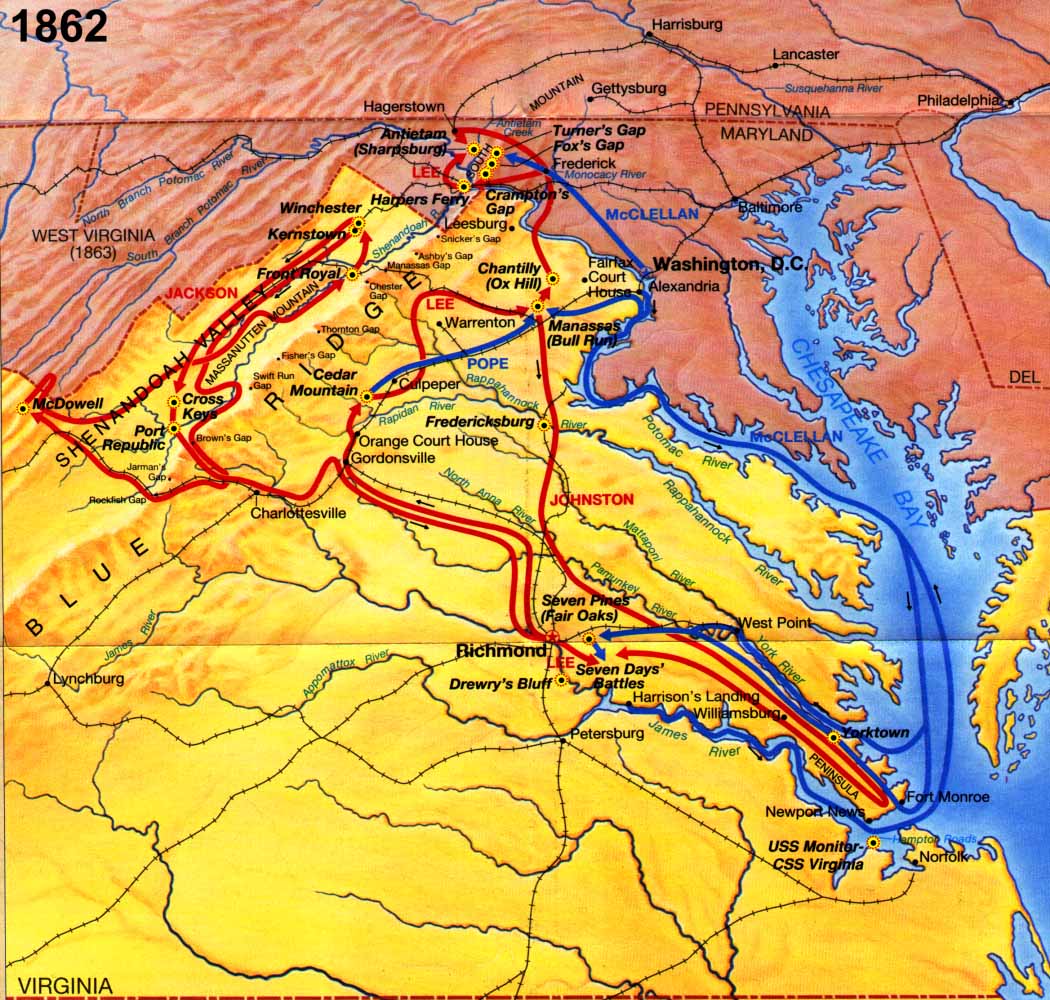 1862
Harrisburg
Lancaster
Susquehanna River
Philadelphia
MOUNTAIN
Gettysburg
Hagerstown
PENNSYLVANIA
MARYLAND
Antietam
(Sharpsburg)
Antietam
Creek
Turner's Gap
Fox's Gap
SOUTH
Frederick
Monocacy River
LEE
Harpers Ferry
Crampton's
Gap
McCLELLAN
Baltimore
North Branch Potomac River
South Branch Potomac River
WEST VIRGINIA
(1863)
Winchester
Kernstown
Shenandoah R
Leesburg
Snicker's Gap
Ashby's Gap
Manassas Gap
Front Royal
Chester
Gap
Chantilly
(Ox Hill)
Fairfax
Court
House
Washington, D.C.
Alexandria
JACKSON
LEE
Warrenton
Manassas
(Bull Run)
MASSANUTTEN MOUNTAIN
SHENANDOAH VALLEY
Thornton Gap
Fisher's Gap
Swift Run
Gap
POPE
Cedar
Mountain
Culpeper
Rappahannock
River
CHESAPEAKE
BAY
DEL
McDowell
Cross
Keys
Port
Republic
Brown's Gap
Jarman's
Gap
Rockfish Gap
Rapidan River
Fredericksburg
Orange Court House
Gordonsville
Potomac River
McCLELLAN
Charlottesville
North Anna River
JOHNSTON
Mattaponi River
Rappahannock River
BLUE RIDGE
Pamunkey River
Seven Pines
(Fair Oaks)
West Point
York River
James River
Richmond
LEE
Seven Days'
Battles
Appomattox River
Lynchburg
Drewry's Bluff
Harrison's Landing
Williamsburg
Yorktown
James River
Petersburg
PENINSULA
Fort Monroe
Newport News
Hampton Roads
USS Moniter-
CSS Virginia
Norfolk
VIRGINIA